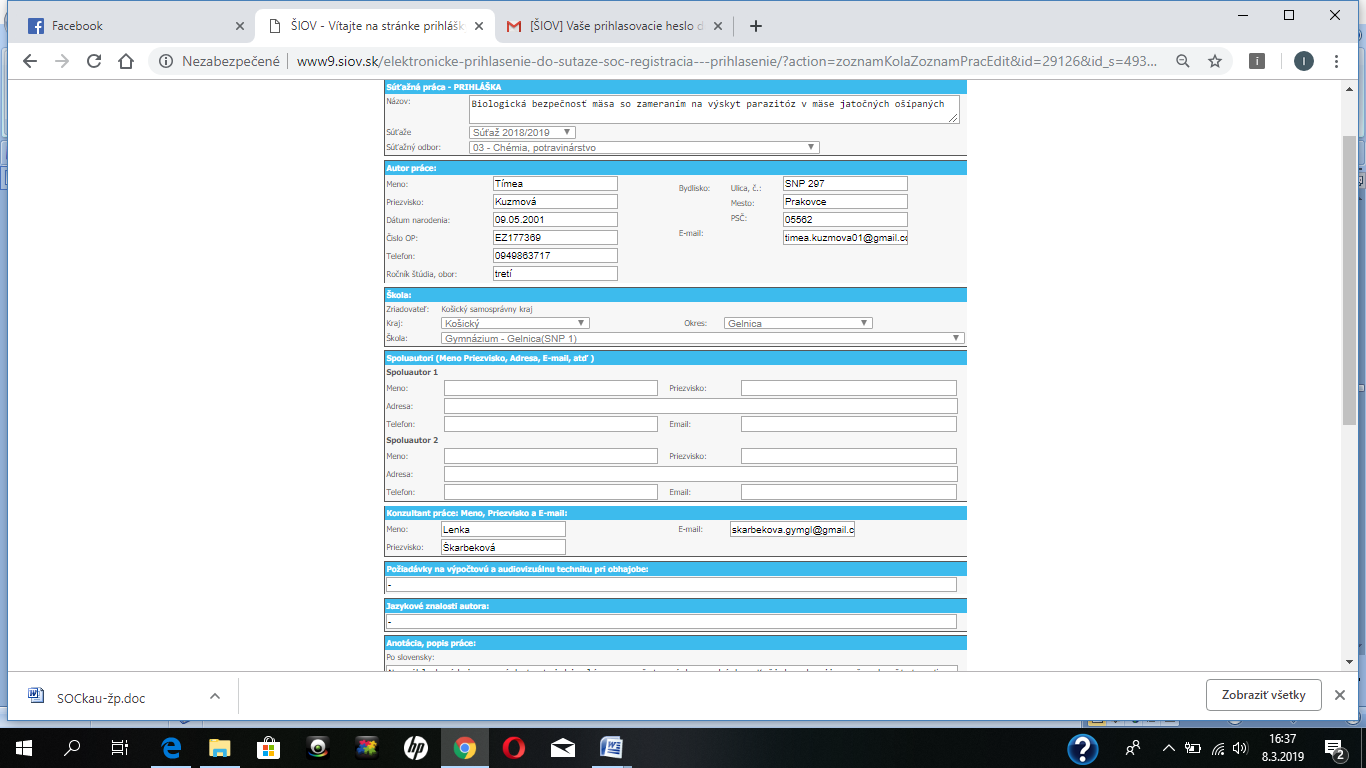 Facebook
ŠIOV - Vítajte na stránke prihlášk
[ŠIOV] Vaše prihlasovacie heslo d
Nezabezpečené | www9.siov.sk/elektronicke-prihlasenie-do-sutaze-soc-registracia---prihlasenie/?action=zoznamKolaZoznamPracEdit&id=29126&id_s=493...
Súťažná práca - PRIHLÁŠKA
Názov: Biologická bezpečnosť mäsa so zameraním na výskyt parazitóz v mäse jatočných ošípaných
Súťaže Súťaž 2018/2019
Súťažný odbor: 03 - Chémia, potravinárstvo
Autor práce:
Meno: Tímea Bydlisko: Ulica, č.: SNP 297
Priezvisko: Kuzmová Mesto: Prakovce
Dátum narodenia: 09.05.2001 PSČ: 05562
Číslo OP: EZ177369 E-mail: timea.kuzmova01@gmail.co
Telefon: 0949863717
Ročník štúdia, obor: tretí
Škola:
Zriadovateľ: Košický samosprávny kraj
Kraj: Košický Okres: Gelnica
Škola: Gymnázium - Gelnica(SNP 1)
Spoluautori (Meno Priezvisko, Adresa, E-mail, atď )
Spoluautor 1
Meno: Priezvisko:
Adresa:
Telefon: Email:
Spoluautor 2
Meno: Priezvisko:
Adresa:
Telefon: Email:
Konzultant práce: Meno, Priezvisko a E-mail:
Meno: Lenka E-mail: skarbekova.gymgl@gmail.c
Priezvisko: Škarbeková
Požiadávky na výpočtovú a audiovizuálnu techniku pri obhajobe:
-
Jazykové znalosti autora:
-
Anotácia, popis práce:
Po slovensky:
SOCkau-žp.doc
Zobraziť všetky
16:37
8.3.2019
2